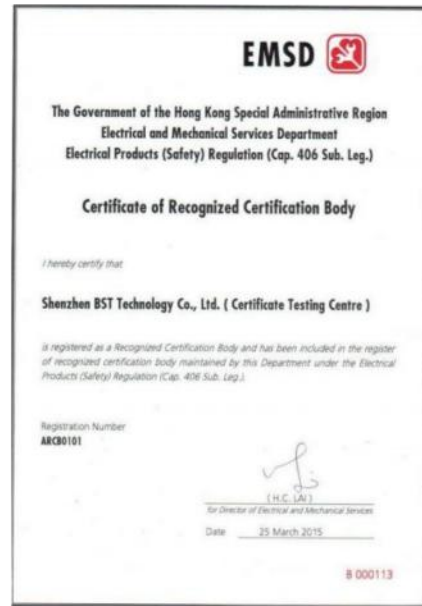 EMSD
The Government of the Hong Kong Special Administrative Region
Electrical and Mechanical Services Department
Electrical Products (Safety) Regulation (Cap. 406 Sub. Leg.)
Certificate of Recognized Certification Body
I hereby certify that
Shenzhen BST Technology Co., Ltd. ( Certificate Testing Centre )
is registered as a Recognized Certification Body and has been included in the register
of recognized certification body maintained by this Department under the Electrical
Products (Safety) Regulation (Cap. 406 Sub. Leg.).
Registration Number
ARCB0101
( H.C. LAI )
for Director of Electrical and Mechanical Services
Date 25 March 2015
B 000113